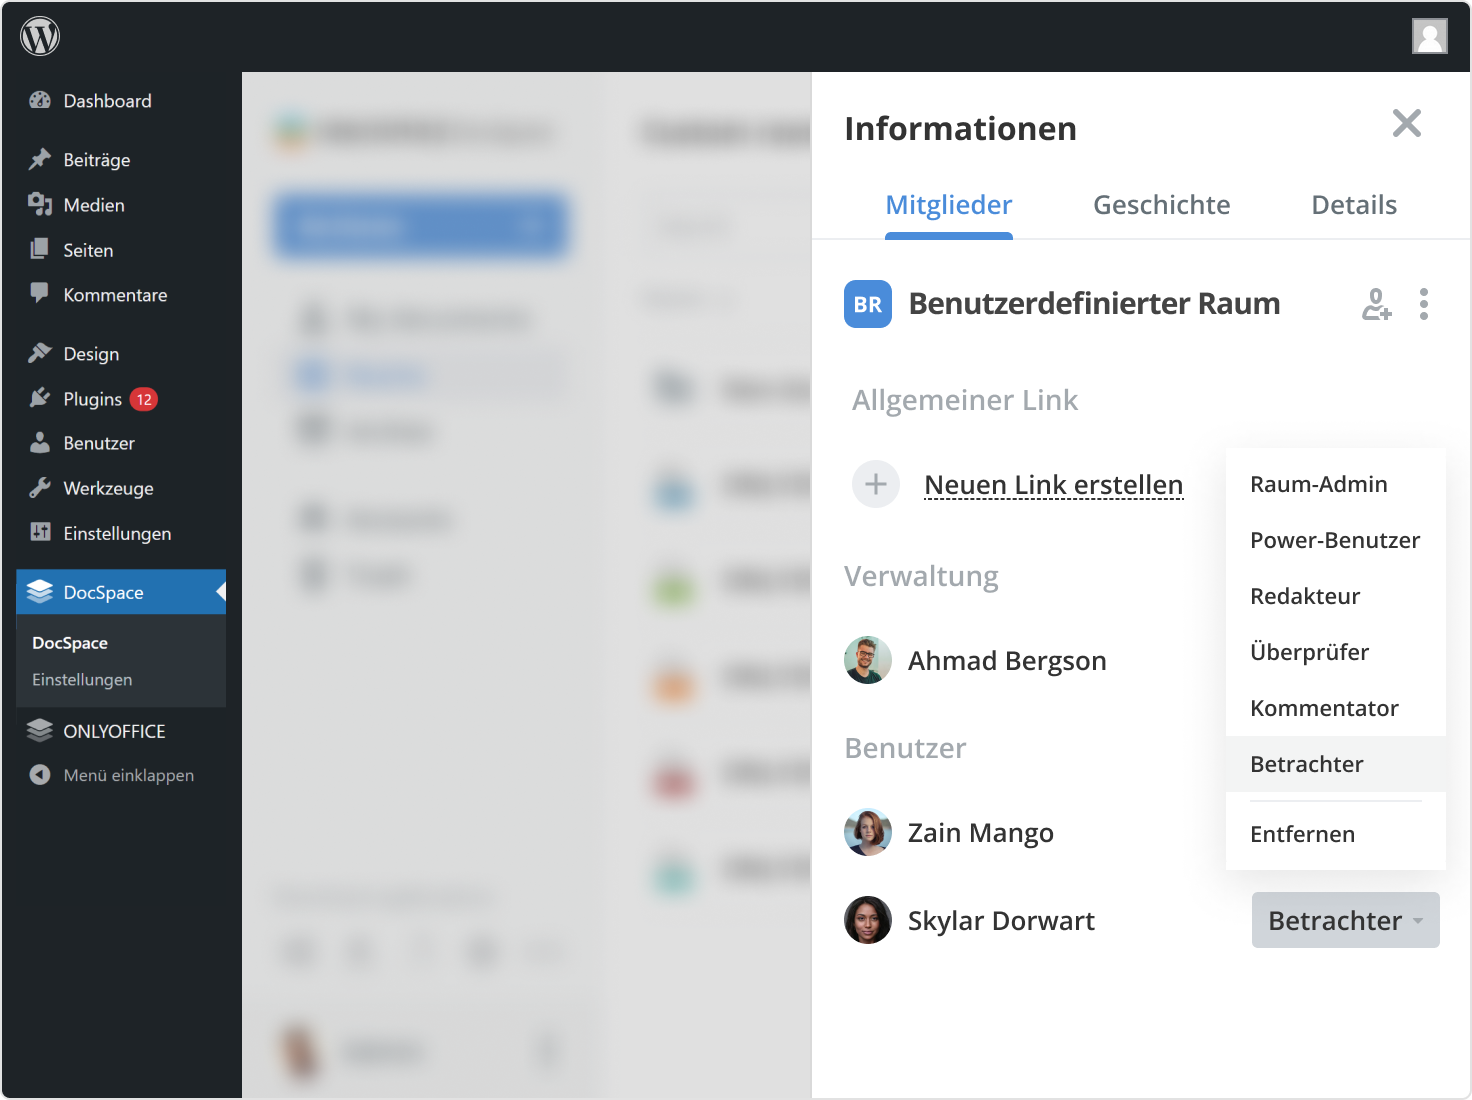 Dashboard
Beiträge
Medien
Seiten
Kommentare
Design
Plugins 12
Benutzer
Werkzeuge
Einstellungen
DocSpace
DocSpace
Einstellungen
ONLYOFFICE
Menü einklappen
Informationen
Mitglieder Geschichte Details
BR Benutzerdefinierter Raum
Allgemeiner Link
Neuen Link erstellen
Verwaltung
Ahmad Bergson
Benutzer
Zain Mango
Skylar Dorwart
Raum-Admin
Power-Benutzer
Redakteur
Überprüfer
Kommentator
Betrachter
Entfernen
Betrachter